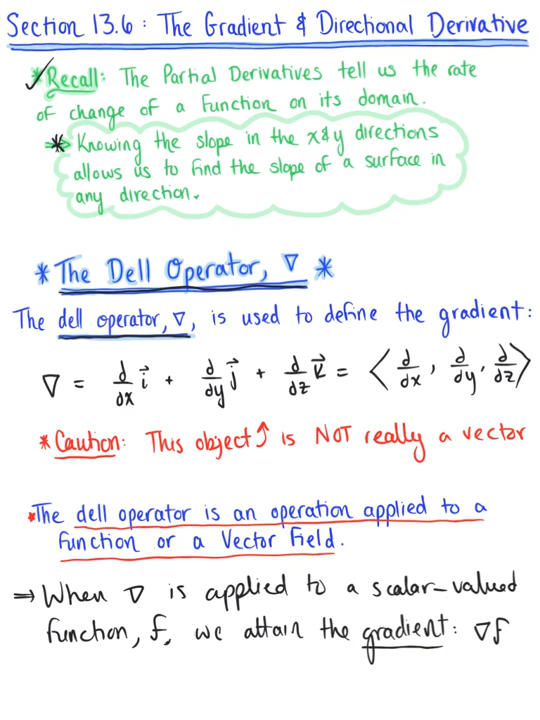 Section 13.6: The Gradient & Directional Derivative
*Recall: The Partial Derivatives tell us the rate
of change of a Function on its domain.
* Knowing the slope in the x & y directions
allows us to find the slope of a surface in
any direction.
* The Dell Operator, ∇ *
The dell operator, ∇, is used to define the gradient:
∇ = d/dx i⃗ + d/dy j⃗ + d/dz k⃗ = ⟨ d/dx, d/dy, d/dz ⟩
*Caution: This object ↑ is NOT really a vector
*The dell operator is an operation applied to a
function or a Vector Field.
⇒ When ∇ is applied to a scalar-valued
function, f, we attain the gradient: ∇f